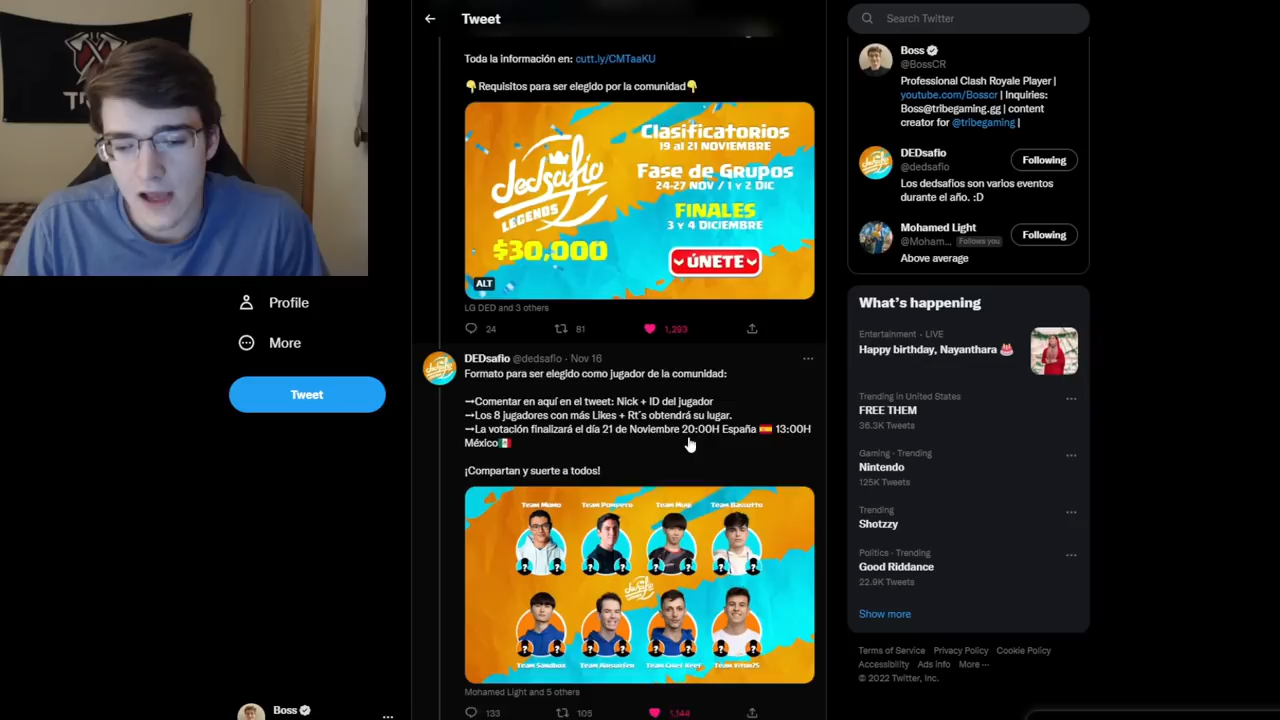 Tweet
Search Twitter
Toda la información en: cutt.ly/CMTaaKU
👇Requisitos para ser elegido por la comunidad👇
dedsafio
LEGENDS
$30,000
Clasificatorios
19 al 21 NOVIEMBRE
Fase de Grupos
24-27 NOV / 1 y 2 DIC
FINALES
3 y 4 DICIEMBRE
ÚNETE
ALT
LG DED and 3 others
24 81 1,293
DEDsafio @dedsafio · Nov 16
Formato para ser elegido como jugador de la comunidad:
→Comentar en aquí en el tweet: Nick + ID del jugador
→Los 8 jugadores con más Likes + Rt´s obtendrá su lugar.
→La votación finalizará el día 21 de Noviembre 20:00H España 🇪🇸 13:00H
México🇲🇽
¡Compartan y suerte a todos!
Team Mugi
Team Sandbox
Mohamed Light and 5 others
133 105 1,144
Profile
More
Tweet
Boss
Boss
@BossCR
Professional Clash Royale Player |
youtube.com/Bosscr | Inquiries:
Boss@tribegaming.gg | content
creator for @tribegaming |
DEDsafio
@dedsafio
Following
Los dedsafios son varios eventos
durante el año. :D
Mohamed Light
@Moham... Follows you
Following
Above average
What's happening
Entertainment · LIVE
Happy birthday, Nayanthara 🎂
Trending in United States
FREE THEM
36.3K Tweets
Gaming · Trending
Nintendo
125K Tweets
Trending
Shotzzy
Politics · Trending
Good Riddance
22.9K Tweets
Show more
Terms of Service Privacy Policy Cookie Policy
Accessibility Ads info More ···
© 2022 Twitter, Inc.